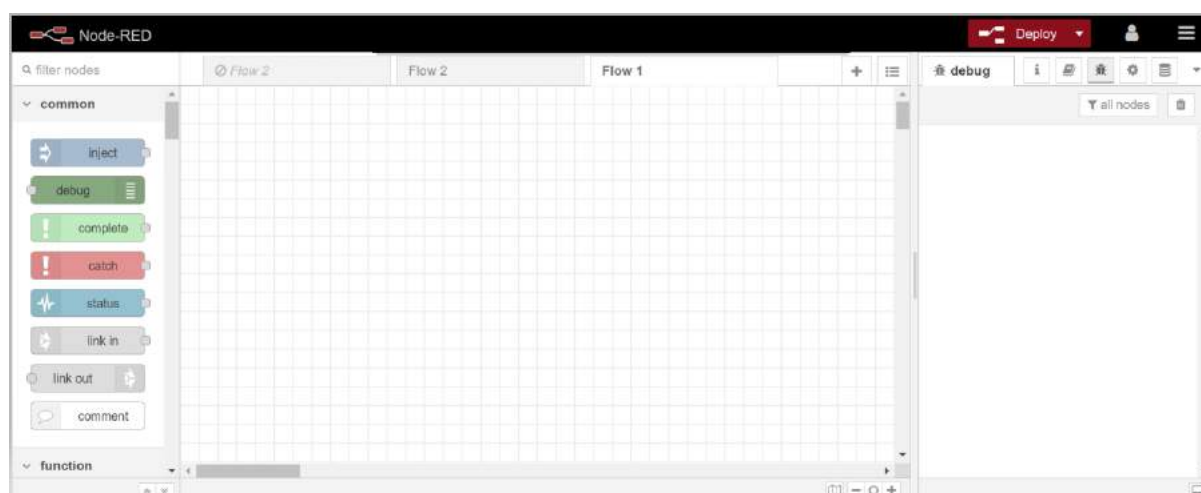 Node-RED
Deploy
filter nodes
Flow 2
Flow 2
Flow 1
debug
i
all nodes
common
inject
debug
complete
catch
status
link in
link out
comment
function